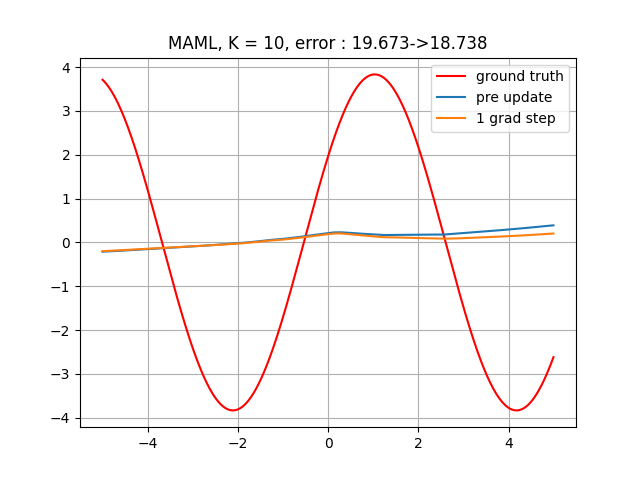 MAML, K = 10, error : 19.673->18.738
ground truth
pre update
1 grad step
4
3
2
1
0
−1
−2
−3
−4
−4 −2 0 2 4